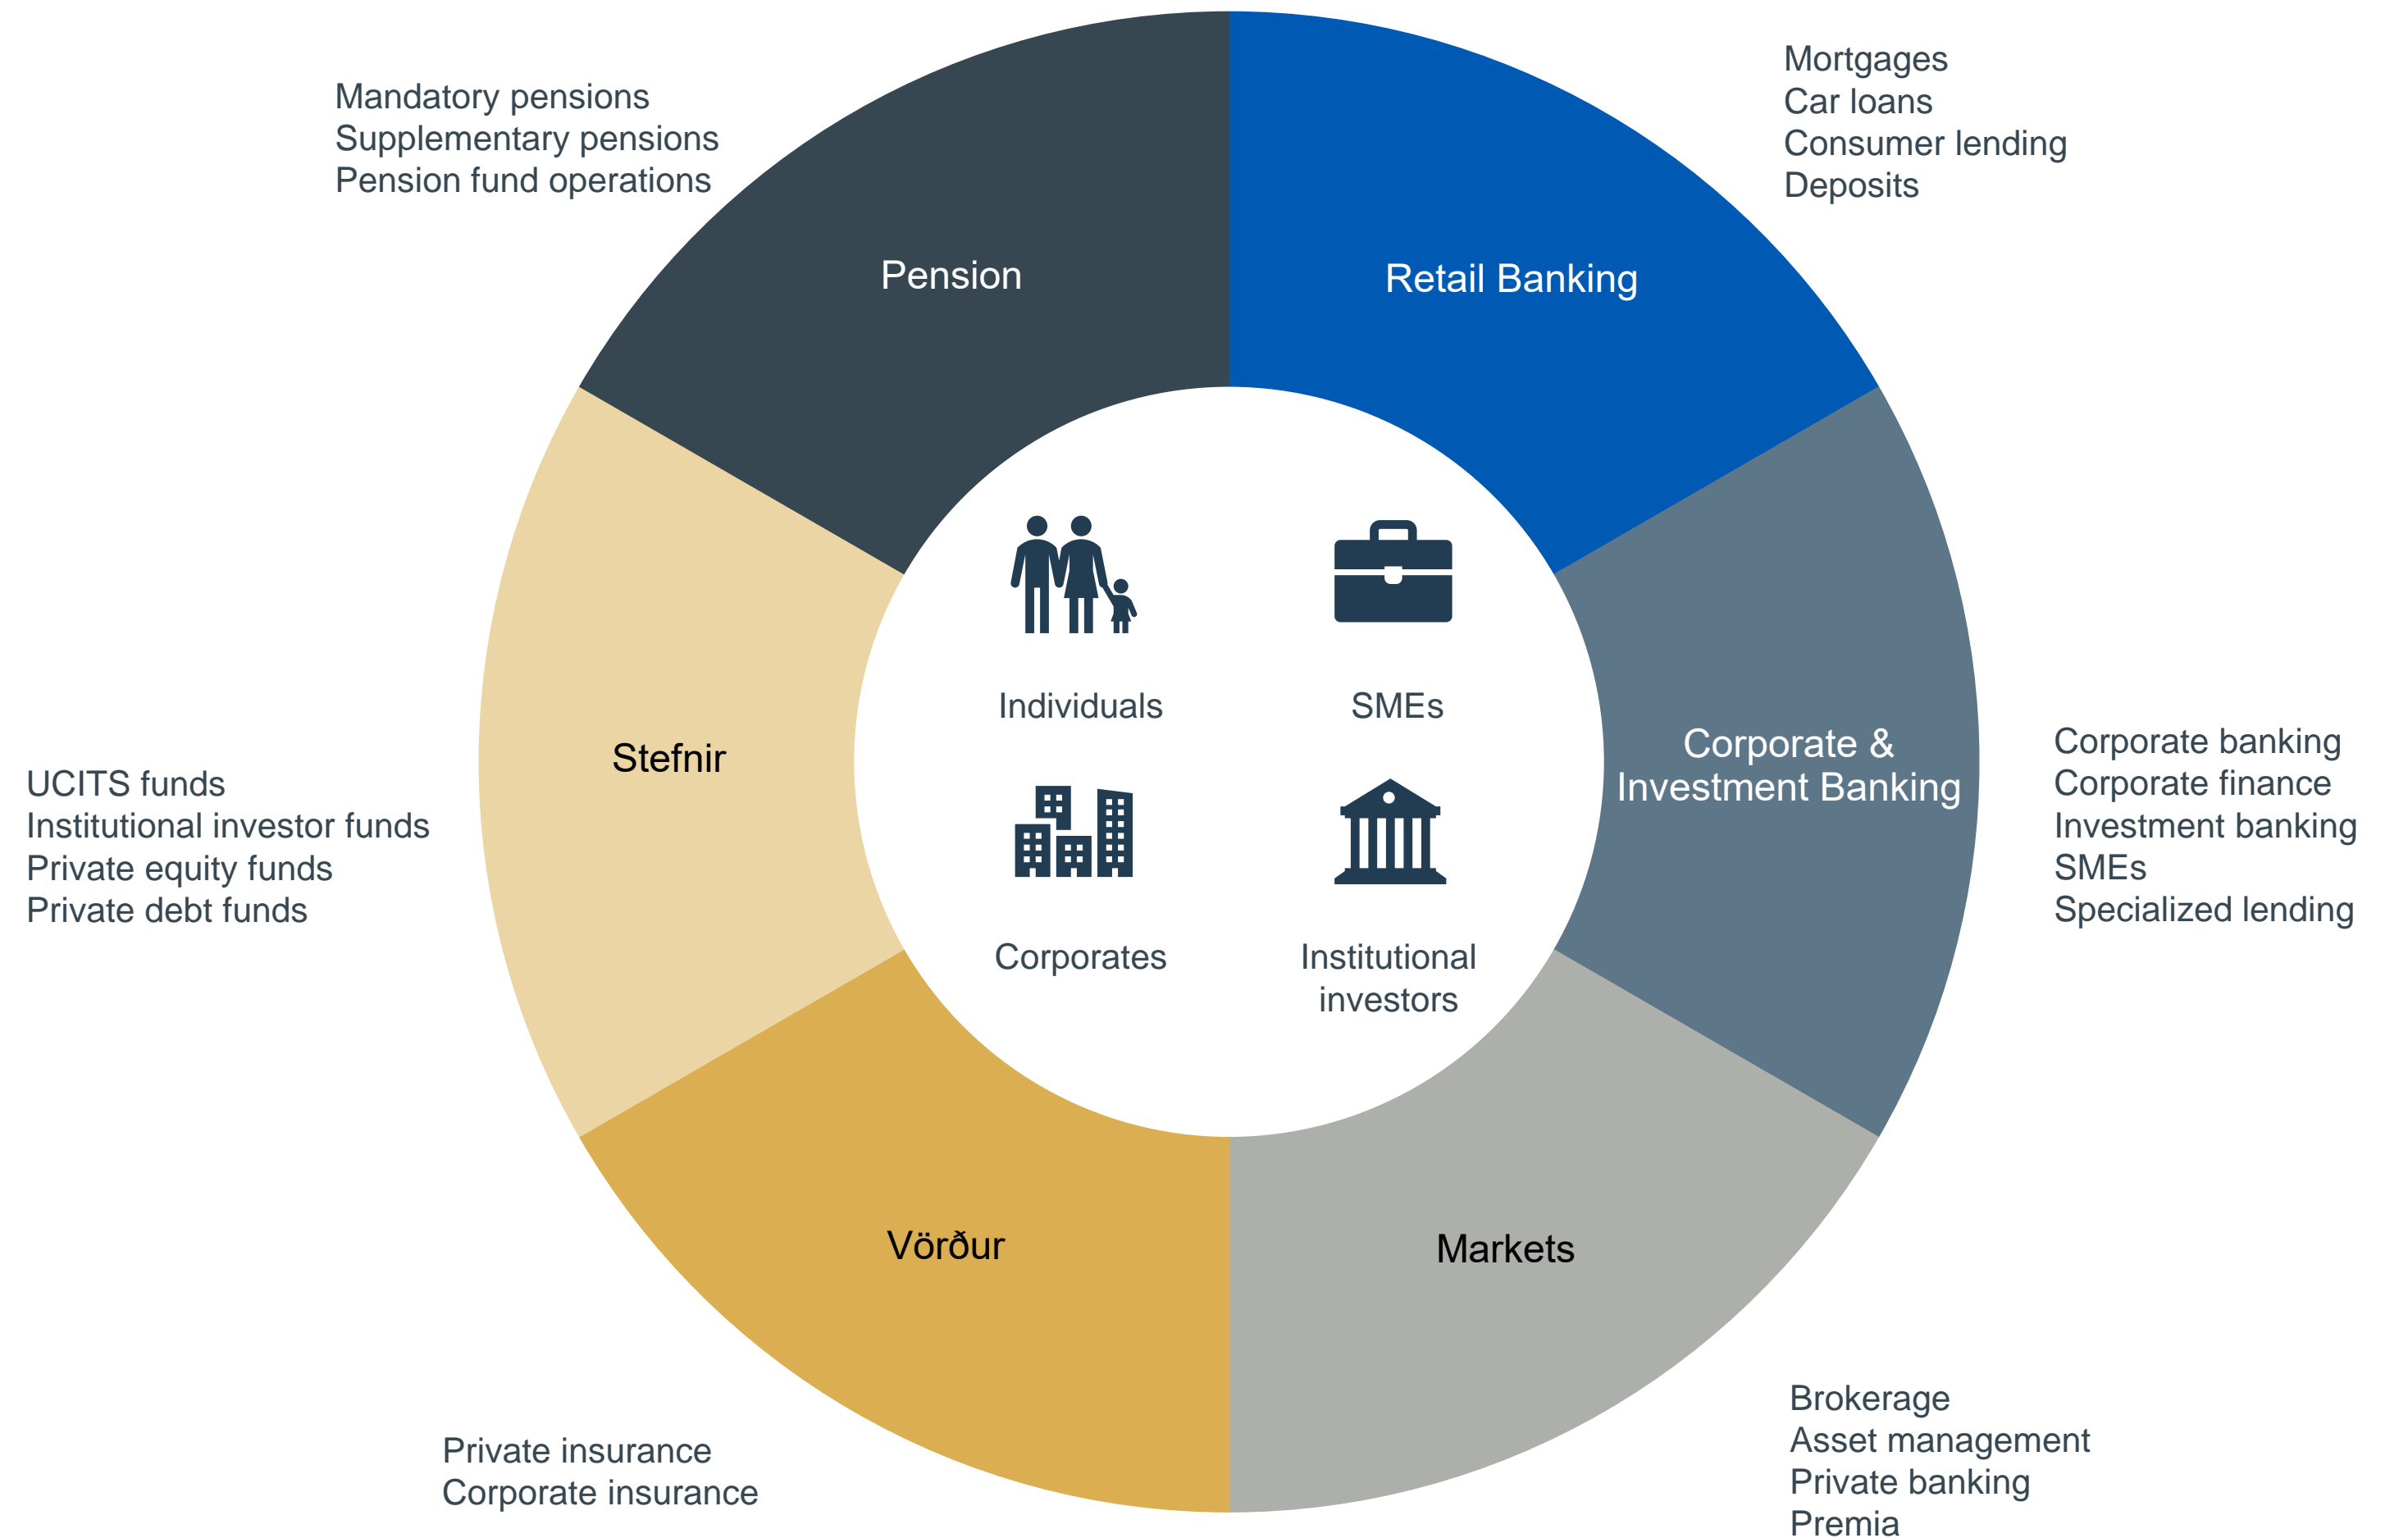 Mandatory pensions
Supplementary pensions
Pension fund operations
Mortgages
Car loans
Consumer lending
Deposits
Pension
Retail Banking
Individuals
SMEs
Stefnir
Corporate &
Investment Banking
UCITS funds
Institutional investor funds
Private equity funds
Private debt funds
Corporate banking
Corporate finance
Investment banking
SMEs
Specialized lending
Corporates
Institutional
investors
Vörður
Markets
Private insurance
Corporate insurance
Brokerage
Asset management
Private banking
Premia